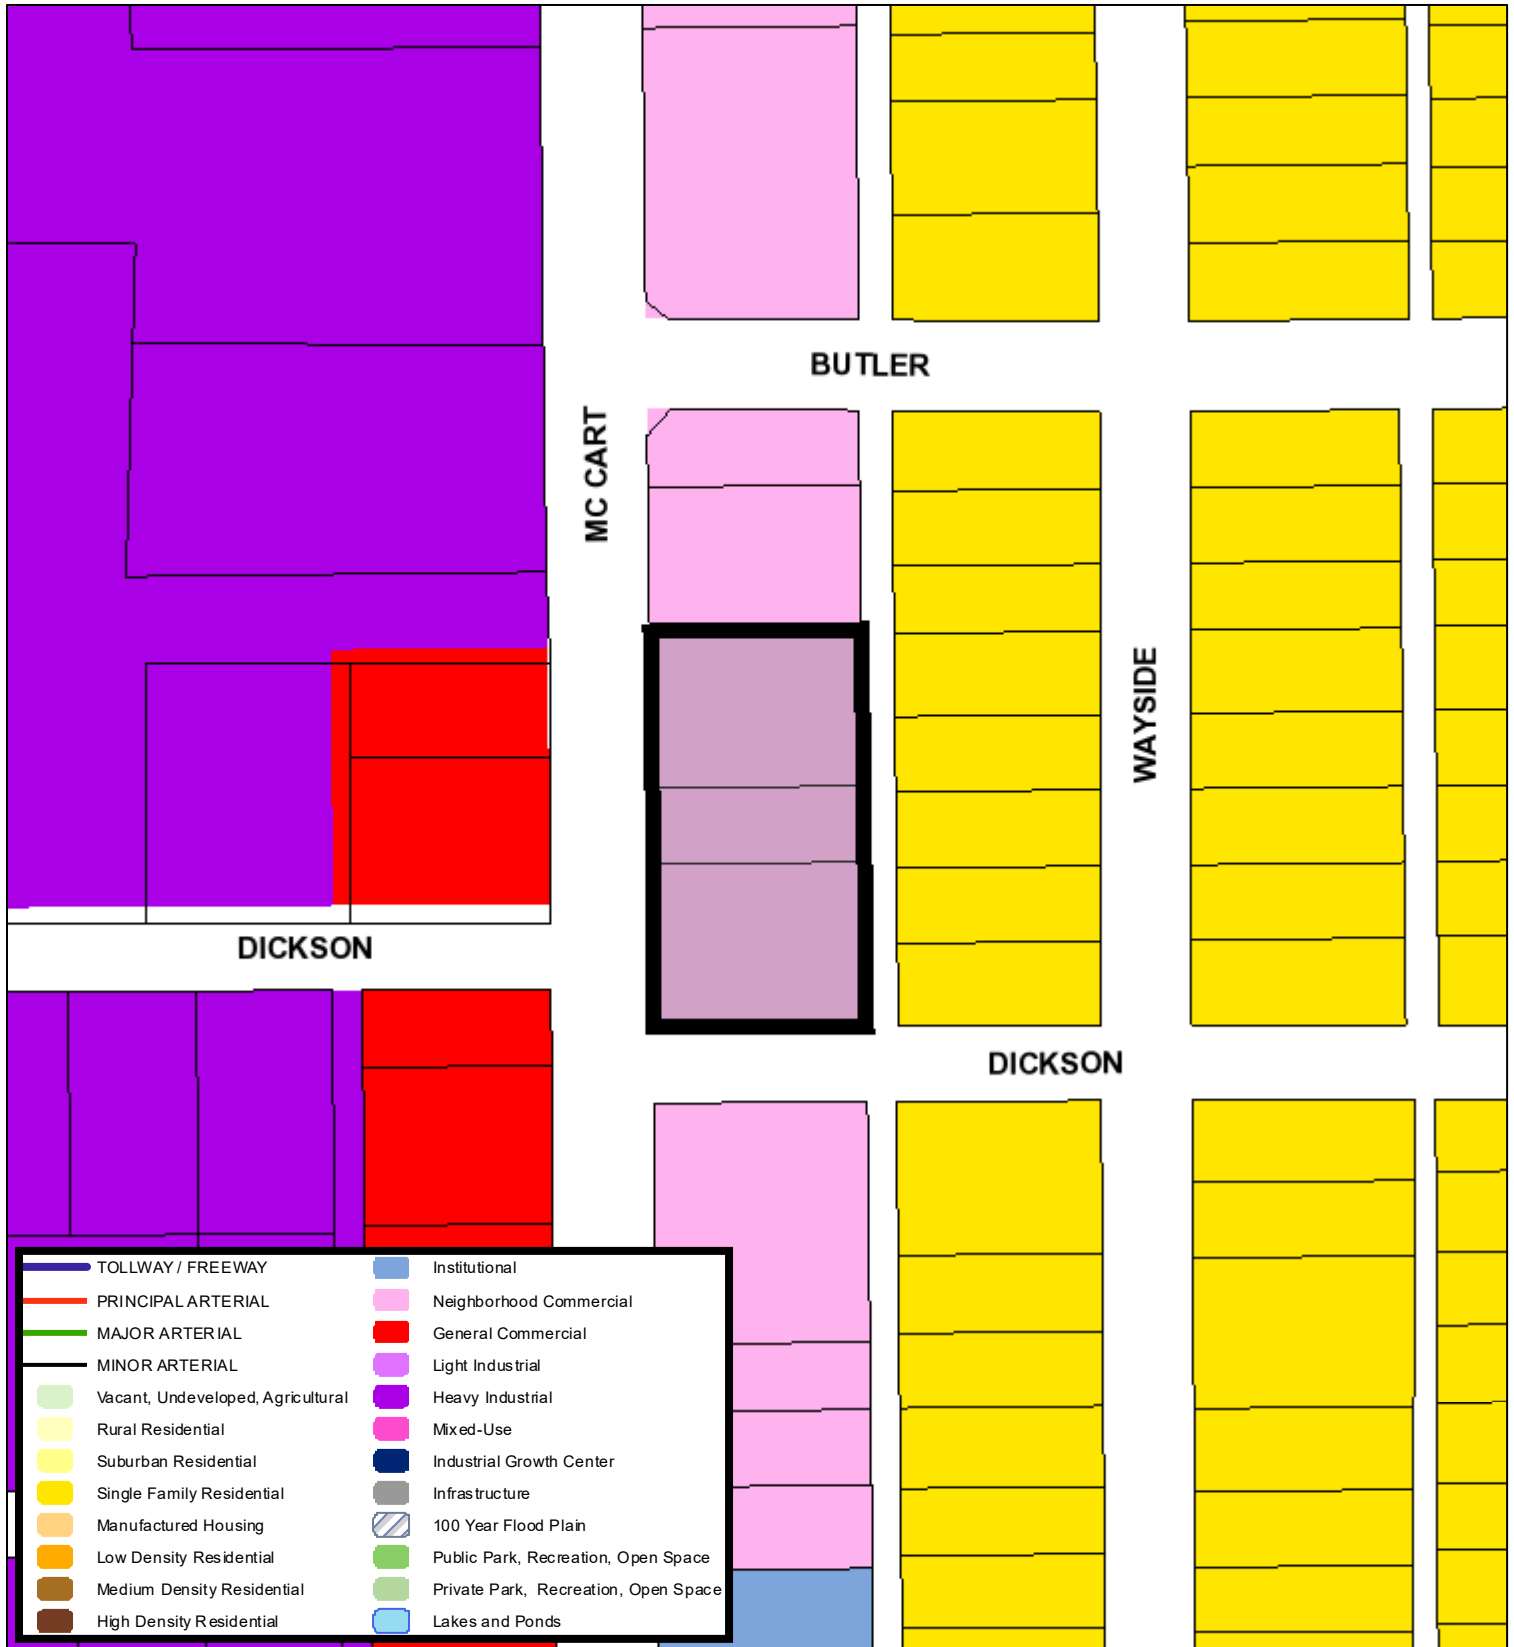 BUTLER
MC CART
WAYSIDE
DICKSON
DICKSON
TOLLWAY / FREEWAY
PRINCIPAL ARTERIAL
MAJOR ARTERIAL
MINOR ARTERIAL
Vacant, Undeveloped, Agricultural
Rural Residential
Suburban Residential
Single Family Residential
Manufactured Housing
Low Density Residential
Medium Density Residential
High Density Residential
Institutional
Neighborhood Commercial
General Commercial
Light Industrial
Heavy Industrial
Mixed-Use
Industrial Growth Center
Infrastructure
100 Year Flood Plain
Public Park, Recreation, Open Space
Private Park, Recreation, Open Space
Lakes and Ponds